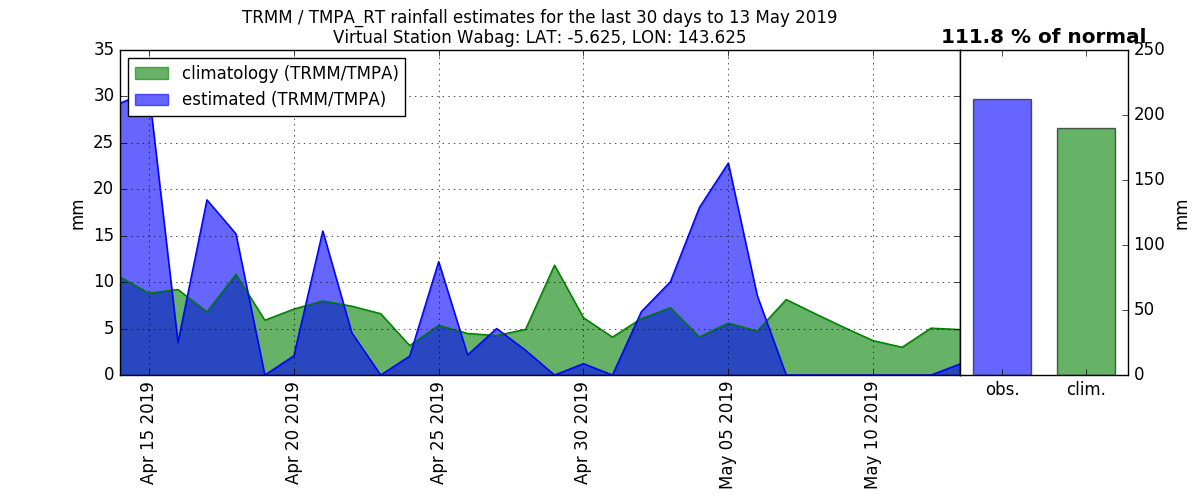 TRMM / TMPA_RT rainfall estimates for the last 30 days to 13 May 2019
Virtual Station Wabag: LAT: -5.625, LON: 143.625
111.8 % of normal
climatology (TRMM/TMPA)
estimated (TRMM/TMPA)
35
30
25
20
15
10
5
0
mm
Apr 15 2019
Apr 20 2019
Apr 25 2019
Apr 30 2019
May 05 2019
May 10 2019
250
200
150
100
50
0
mm
obs.
clim.